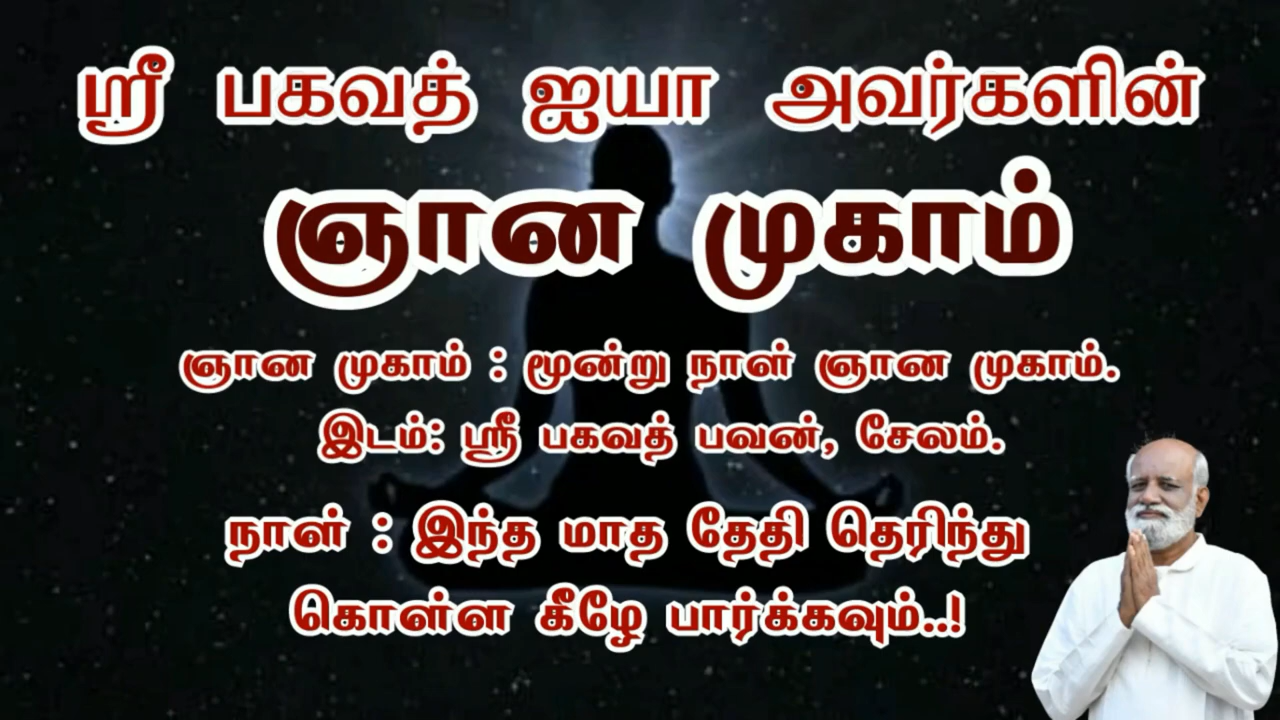 ஸ்ரீ பகவத் ஐயா அவர்களின்
ஞான முகாம்
ஞான முகாம் : மூன்று நாள் ஞான முகாம்.
இடம்: ஸ்ரீ பகவத் பவன், சேலம்.
நாள் : இந்த மாத தேதி தெரிந்து
கொள்ள கீழே பார்க்கவும்..!